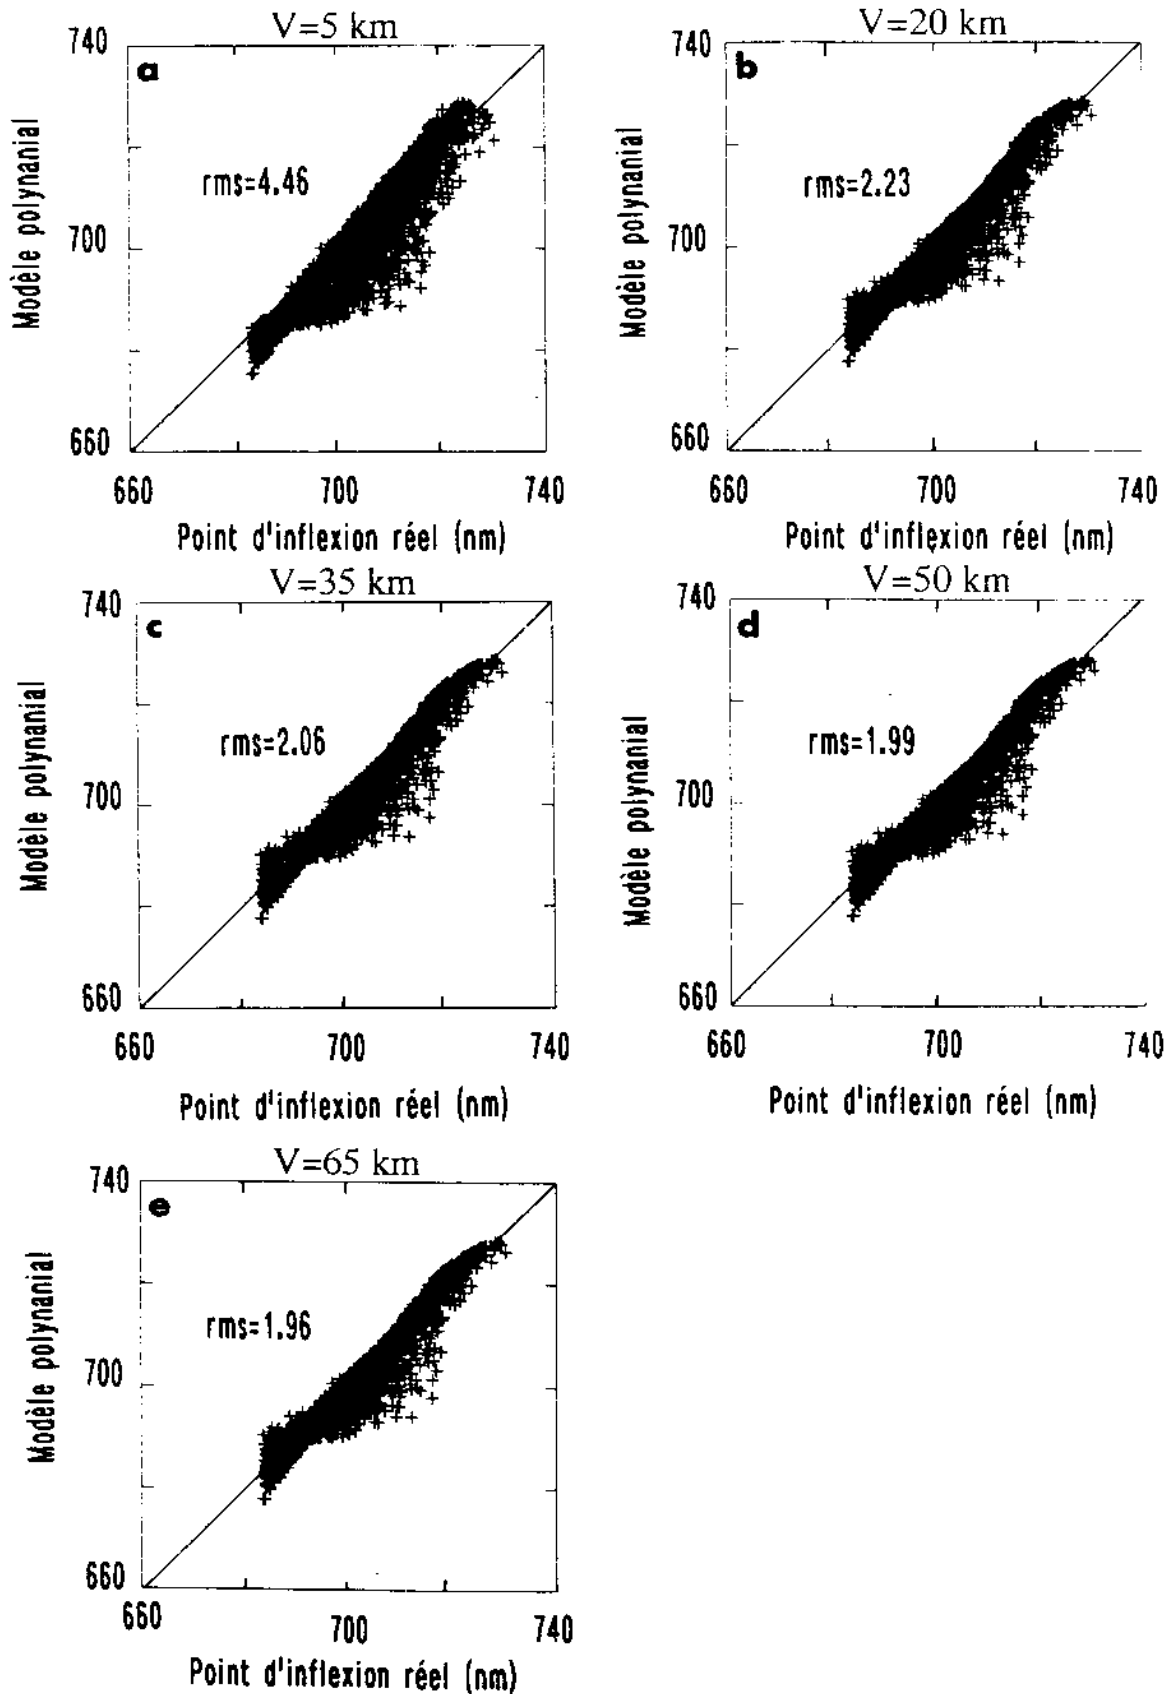 V=5 km
740
a
rms=4.46
Modèle polynanial
700
660
660 700 740
Point d'inflexion réel (nm)
V=20 km
740
b
rms=2.23
Modèle polynanial
700
660
660 700 740
Point d'inflexion réel (nm)
V=35 km
740
c
rms=2.06
Modèle polynanial
700
660
660 700 740
Point d'inflexion réel (nm)
V=50 km
740
d
rms=1.99
Modèle polynanial
700
660
660 700 740
Point d'inflexion réel (nm)
V=65 km
740
e
rms=1.96
Modèle polynanial
700
660
660 700 740
Point d'inflexion réel (nm)